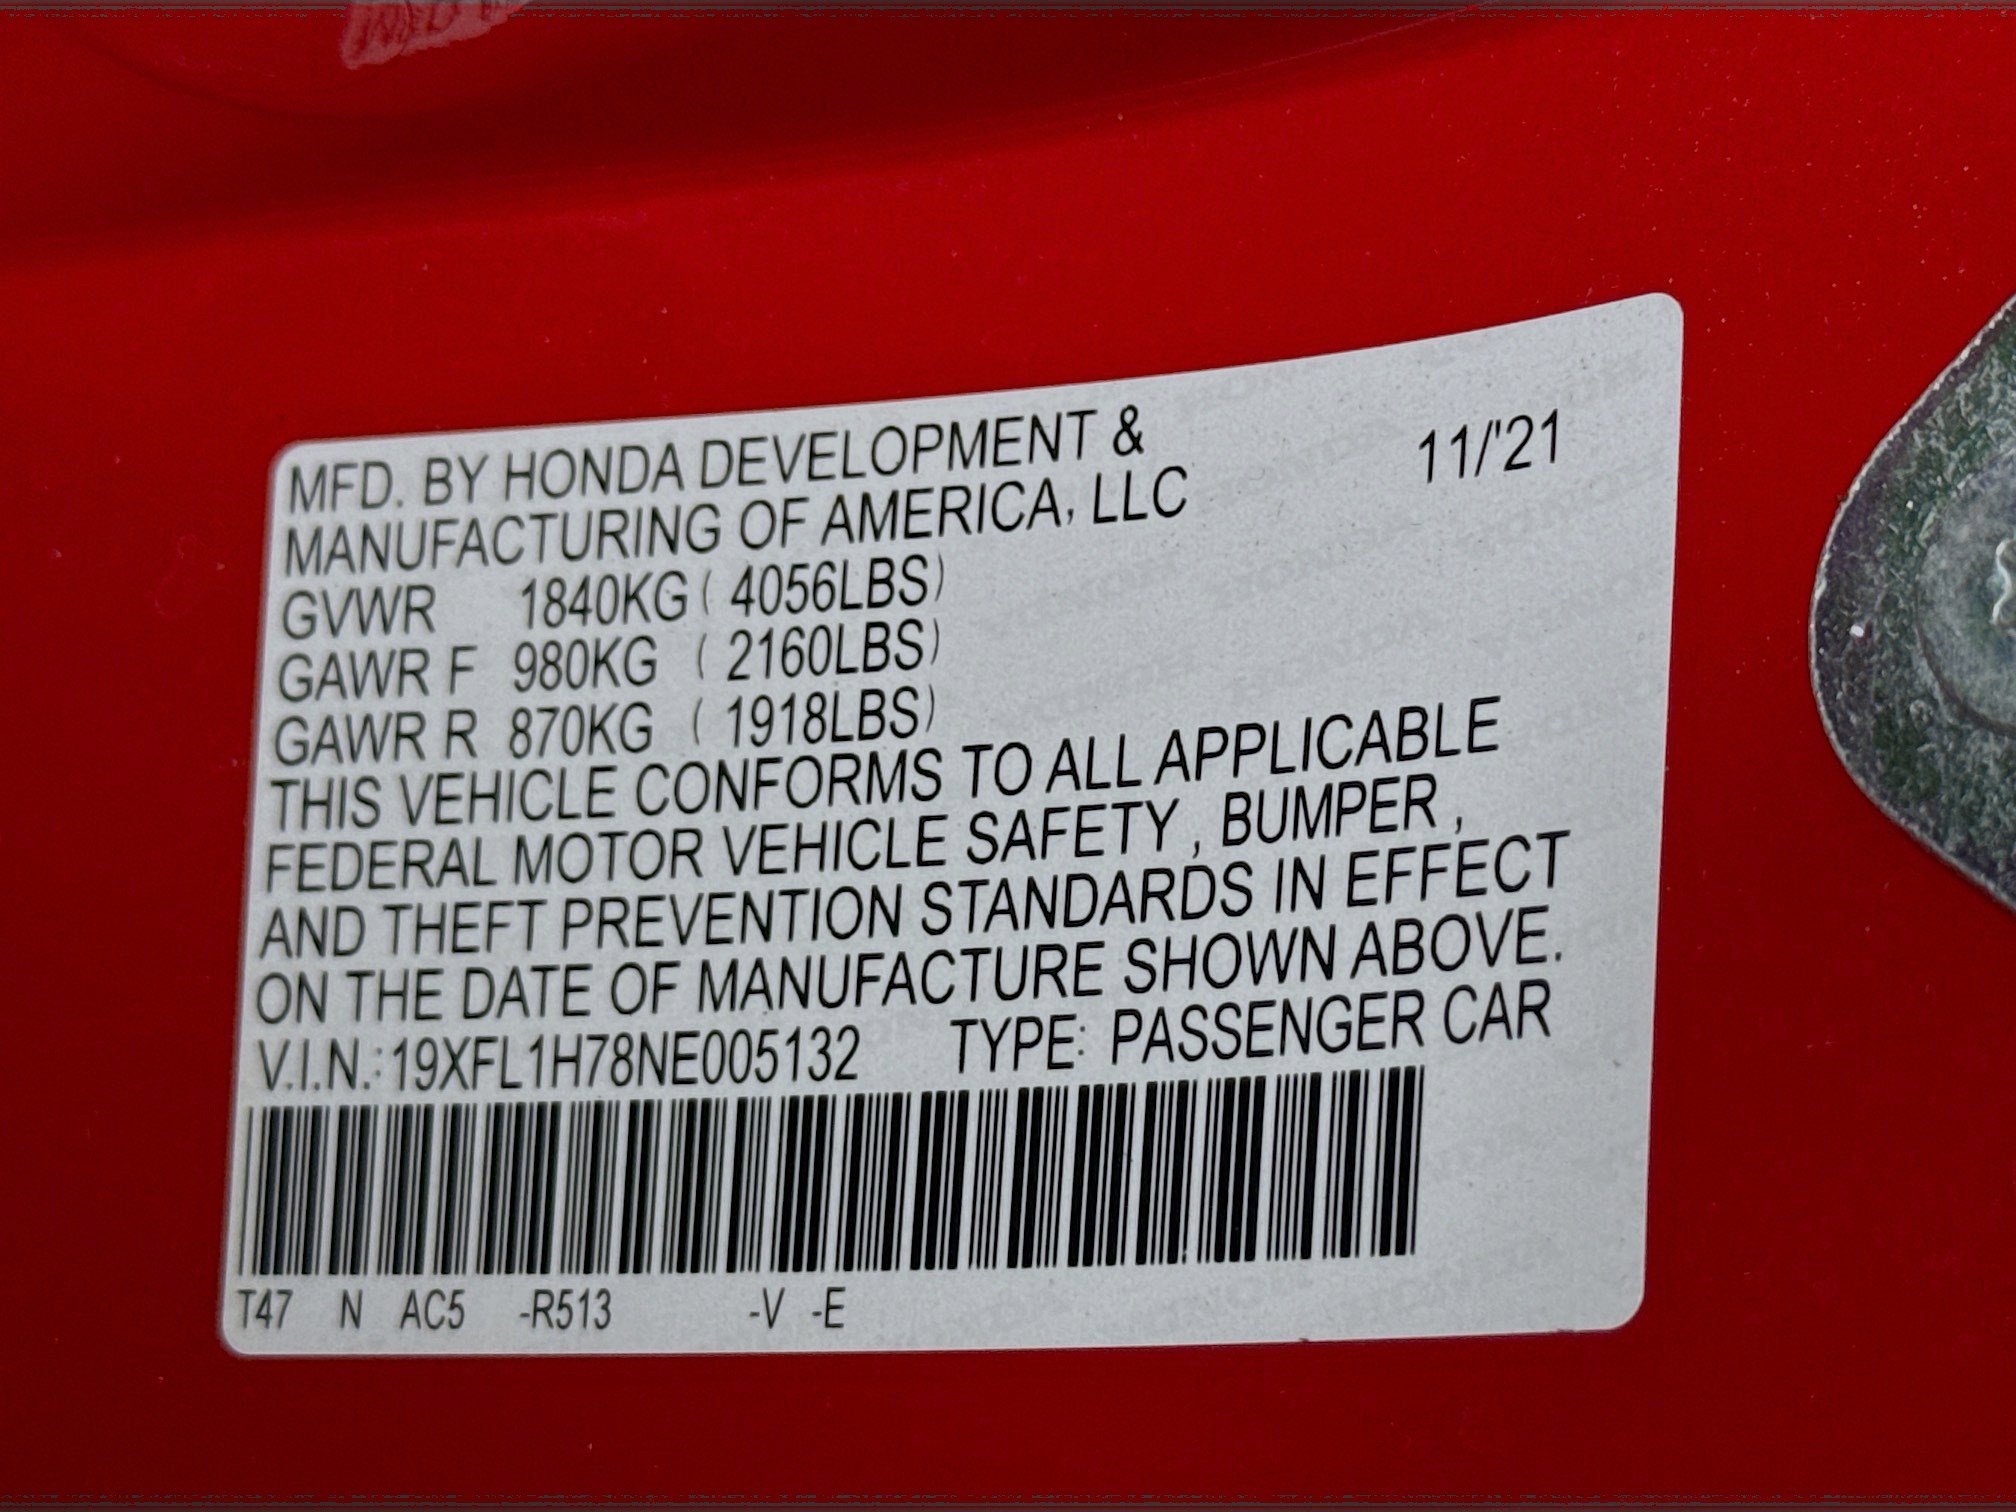 MFD. BY HONDA DEVELOPMENT &
MANUFACTURING OF AMERICA, LLC
11/'21
GVWR 1840KG ( 4056LBS)
GAWR F 980KG ( 2160LBS)
GAWR R 870KG ( 1918LBS)
THIS VEHICLE CONFORMS TO ALL APPLICABLE
FEDERAL MOTOR VEHICLE SAFETY , BUMPER ,
AND THEFT PREVENTION STANDARDS IN EFFECT
ON THE DATE OF MANUFACTURE SHOWN ABOVE.
V.I.N.: 19XFL1H78NE005132 TYPE: PASSENGER CAR
T47 N AC5 -R513 -V -E